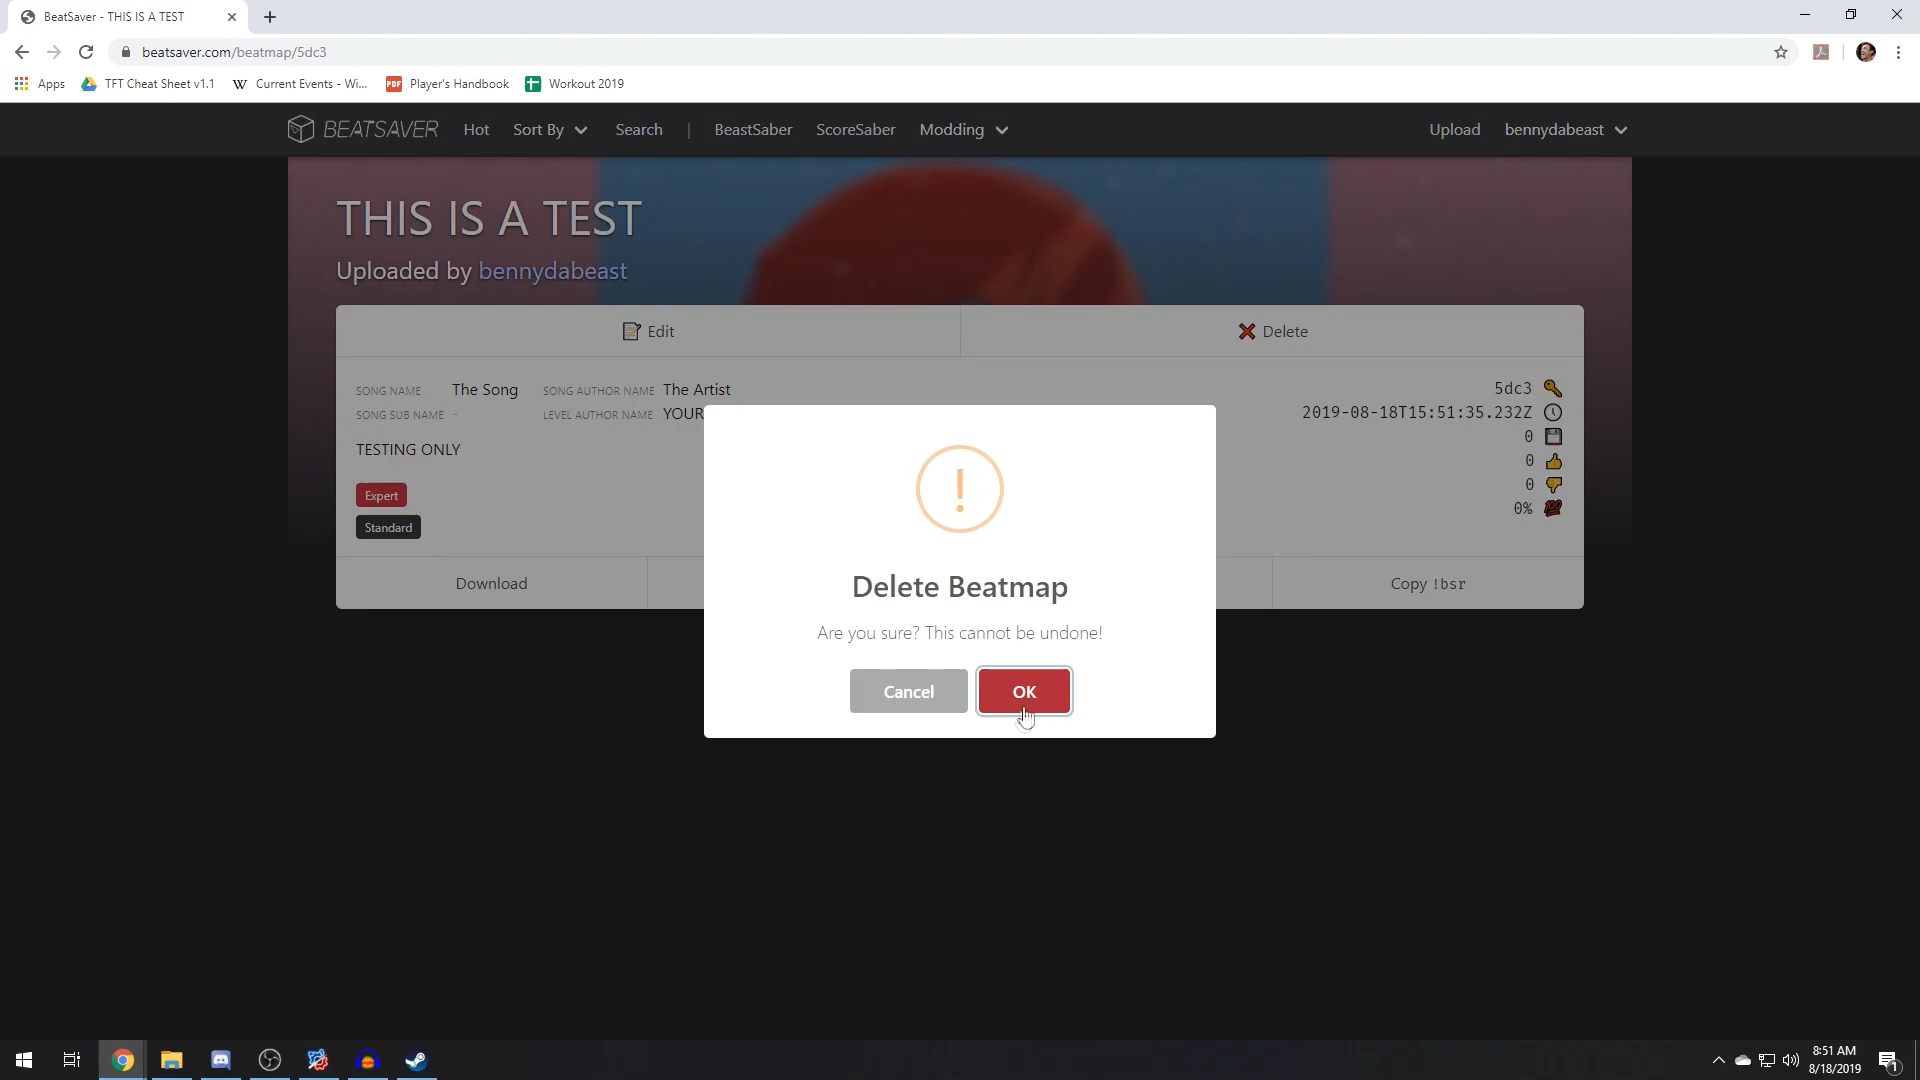 BeatSaver - THIS IS A TEST
beatsaver.com/beatmap/5dc3
Apps
TFT Cheat Sheet v1.1
W
Current Events - Wi...
PDF
Player's Handbook
Workout 2019
BEATSAVER
Hot
Sort By
Search
|
BeastSaber
ScoreSaber
Modding
Upload
bennydabeast
THIS IS A TEST
Uploaded by bennydabeast
Edit
Delete
SONG NAME The Song
SONG AUTHOR NAME The Artist
SONG SUB NAME -
LEVEL AUTHOR NAME YOUR
TESTING ONLY
Expert
Standard
5dc3
2019-08-18T15:51:35.232Z
0
0
0
0%
100
Download
Copy !bsr
!
Delete Beatmap
Are you sure? This cannot be undone!
Cancel
OK
8:51 AM
8/18/2019
1